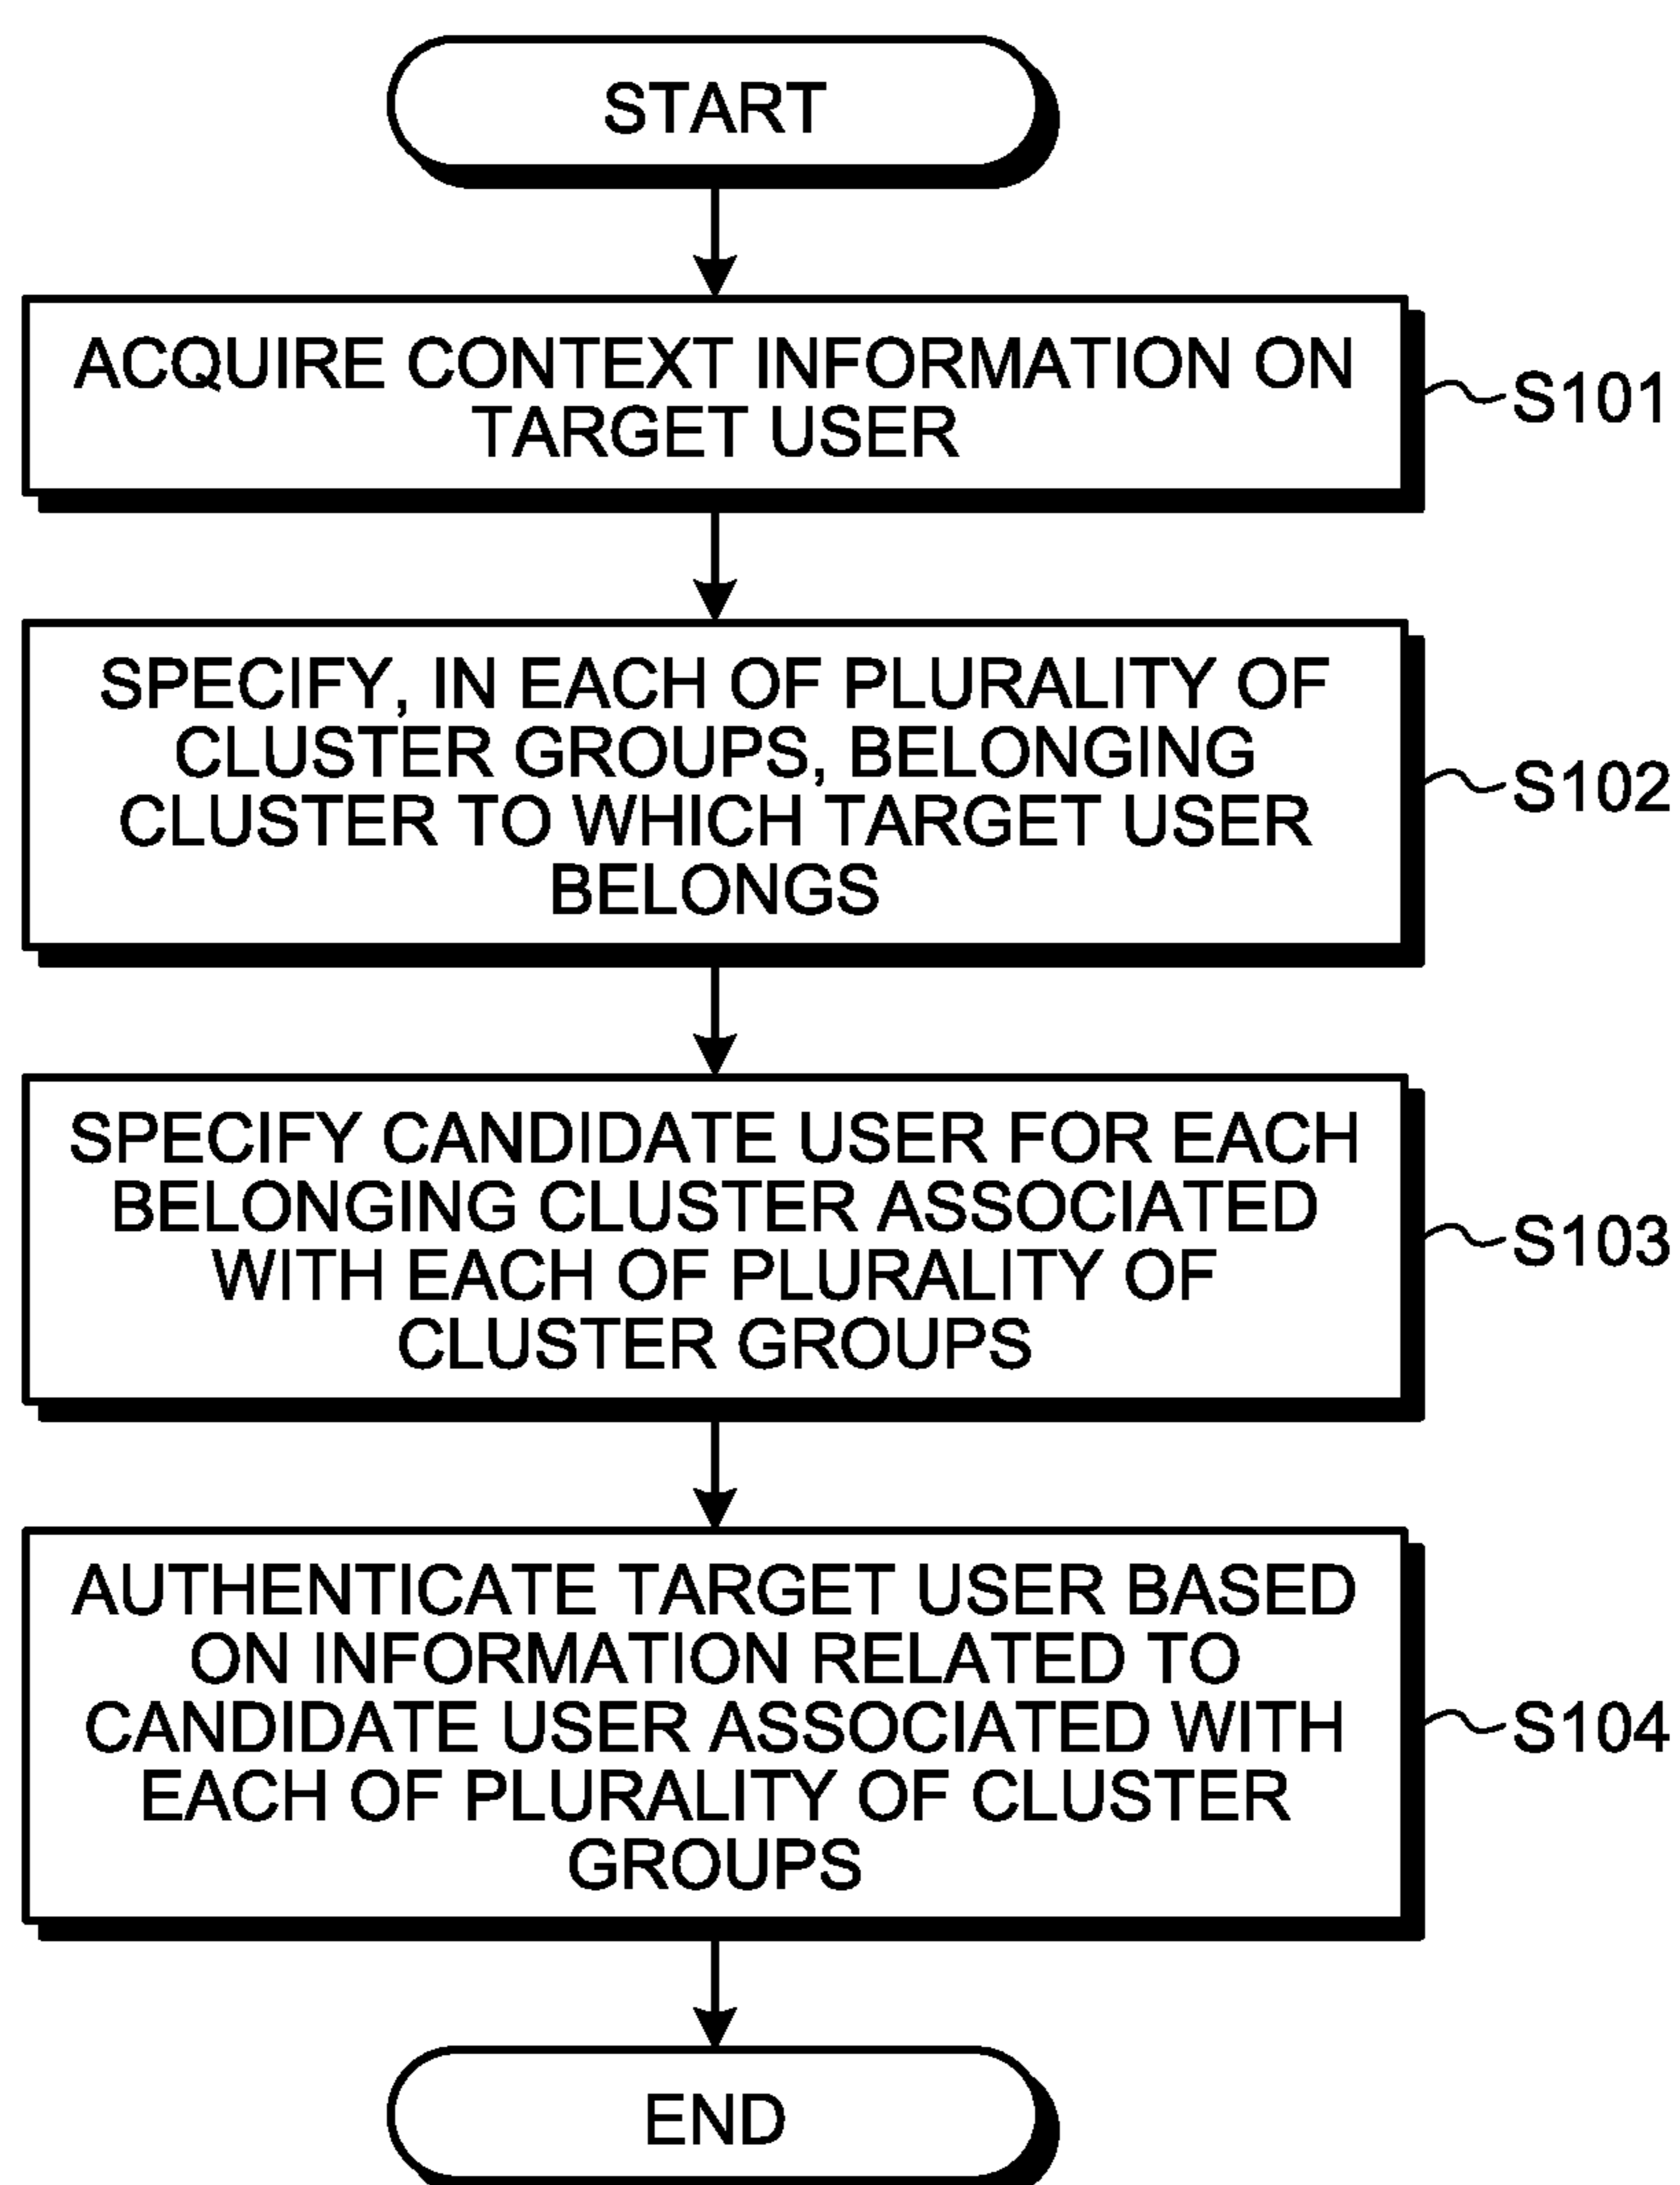 START
ACQUIRE CONTEXT INFORMATION ON
TARGET USER
S101
SPECIFY, IN EACH OF PLURALITY OF
CLUSTER GROUPS, BELONGING
CLUSTER TO WHICH TARGET USER
BELONGS
S102
SPECIFY CANDIDATE USER FOR EACH
BELONGING CLUSTER ASSOCIATED
WITH EACH OF PLURALITY OF
CLUSTER GROUPS
S103
AUTHENTICATE TARGET USER BASED
ON INFORMATION RELATED TO
CANDIDATE USER ASSOCIATED WITH
EACH OF PLURALITY OF CLUSTER
GROUPS
S104
END